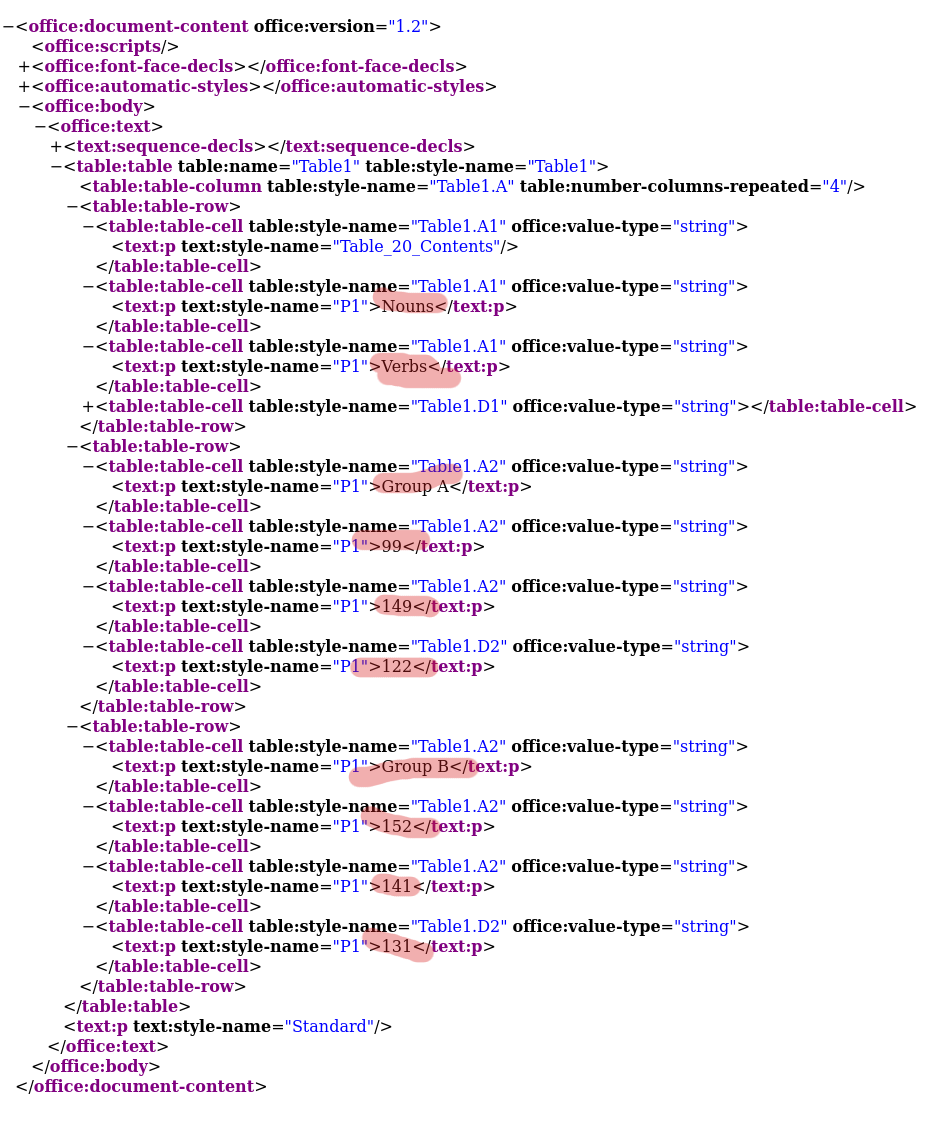 −<office:document-content office:version="1.2">
<office:scripts/>
+<office:font-face-decls></office:font-face-decls>
+<office:automatic-styles></office:automatic-styles>
−<office:body>
−<office:text>
+<text:sequence-decls></text:sequence-decls>
−<table:table table:name="Table1" table:style-name="Table1">
<table:table-column table:style-name="Table1.A" table:number-columns-repeated="4"/>
−<table:table-row>
−<table:table-cell table:style-name="Table1.A1" office:value-type="string">
<text:p text:style-name="Table_20_Contents"/>
</table:table-cell>
−<table:table-cell table:style-name="Table1.A1" office:value-type="string">
<text:p text:style-name="P1">Nouns</text:p>
</table:table-cell>
−<table:table-cell table:style-name="Table1.A1" office:value-type="string">
<text:p text:style-name="P1">Verbs</text:p>
</table:table-cell>
+<table:table-cell table:style-name="Table1.D1" office:value-type="string"></table:table-cell>
</table:table-row>
−<table:table-row>
−<table:table-cell table:style-name="Table1.A2" office:value-type="string">
<text:p text:style-name="P1">Group A</text:p>
</table:table-cell>
−<table:table-cell table:style-name="Table1.A2" office:value-type="string">
<text:p text:style-name="P1">99</text:p>
</table:table-cell>
−<table:table-cell table:style-name="Table1.A2" office:value-type="string">
<text:p text:style-name="P1">149</text:p>
</table:table-cell>
−<table:table-cell table:style-name="Table1.D2" office:value-type="string">
<text:p text:style-name="P1">122</text:p>
</table:table-cell>
</table:table-row>
−<table:table-row>
−<table:table-cell table:style-name="Table1.A2" office:value-type="string">
<text:p text:style-name="P1">Group B</text:p>
</table:table-cell>
−<table:table-cell table:style-name="Table1.A2" office:value-type="string">
<text:p text:style-name="P1">152</text:p>
</table:table-cell>
−<table:table-cell table:style-name="Table1.A2" office:value-type="string">
<text:p text:style-name="P1">141</text:p>
</table:table-cell>
−<table:table-cell table:style-name="Table1.D2" office:value-type="string">
<text:p text:style-name="P1">131</text:p>
</table:table-cell>
</table:table-row>
</table:table>
<text:p text:style-name="Standard"/>
</office:text>
</office:body>
</office:document-content>